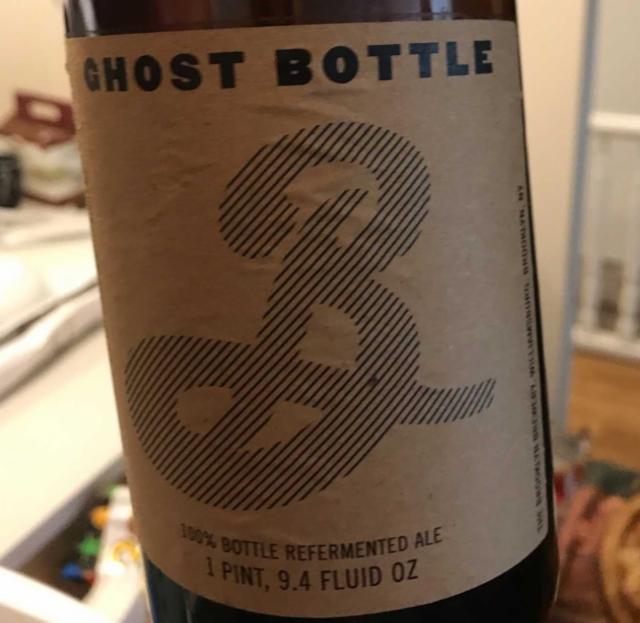 GHOST BOTTLE
B
100% BOTTLE REFERMENTED ALE
1 PINT, 9.4 FLUID OZ
THE BROOKLYN BREWERY, WILLIAMSBURG, BROOKLYN, NY